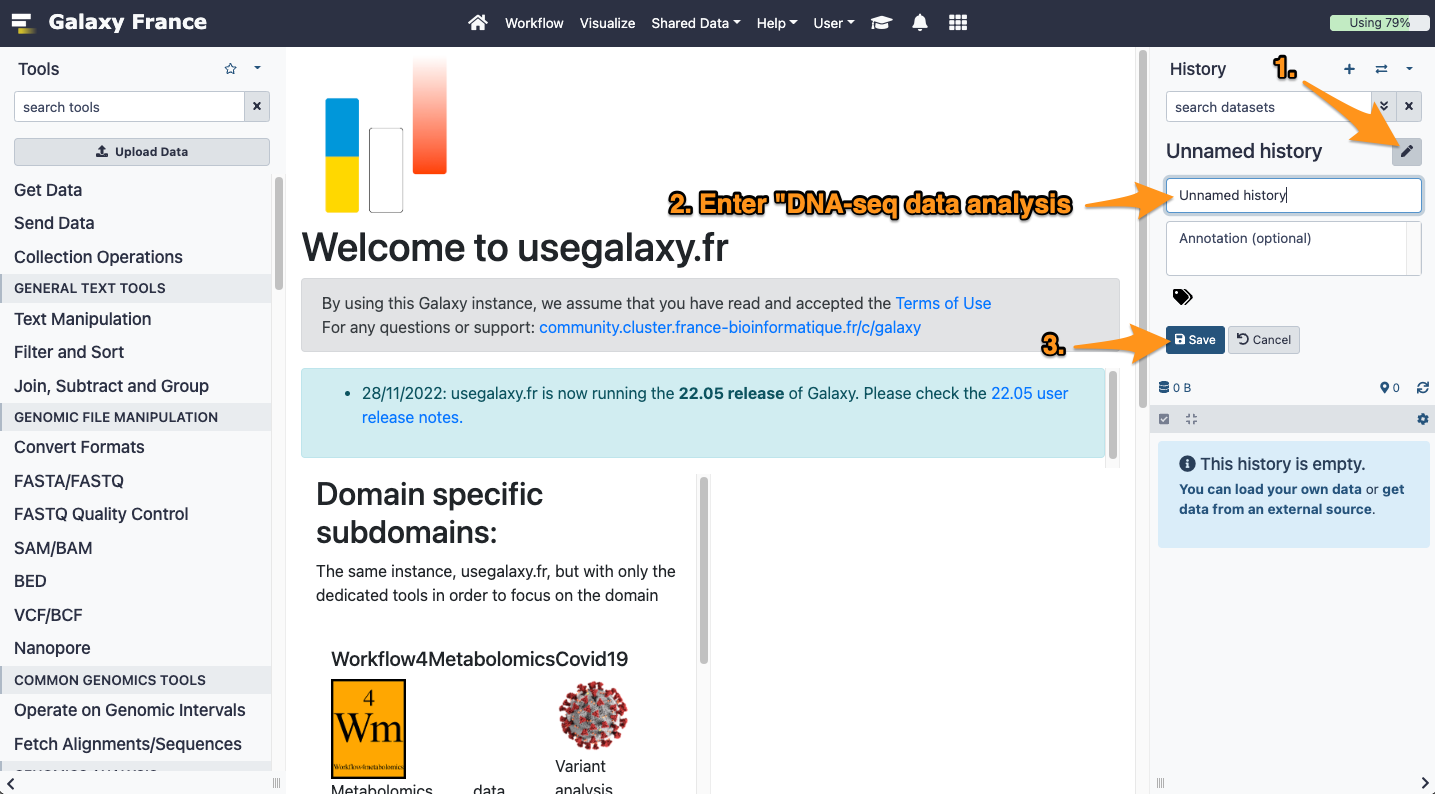 Galaxy France
Workflow Visualize Shared Data Help User
Using 79%
Tools
search tools
Upload Data
Get Data
Send Data
Collection Operations
GENERAL TEXT TOOLS
Text Manipulation
Filter and Sort
Join, Subtract and Group
GENOMIC FILE MANIPULATION
Convert Formats
FASTA/FASTQ
FASTQ Quality Control
SAM/BAM
BED
VCF/BCF
Nanopore
COMMON GENOMICS TOOLS
Operate on Genomic Intervals
Fetch Alignments/Sequences
Welcome to usegalaxy.fr
By using this Galaxy instance, we assume that you have read and accepted the Terms of Use
For any questions or support: community.cluster.france-bioinformatique.fr/c/galaxy
28/11/2022: usegalaxy.fr is now running the 22.05 release of Galaxy. Please check the 22.05 user
release notes.
Domain specific
subdomains:
The same instance, usegalaxy.fr, but with only the
dedicated tools in order to focus on the domain
Workflow4MetabolomicsCovid19
4
Wm
Workflow4metabolomics
Metabolomics data
Variant
analysis
History
1.
search datasets
Unnamed history
2. Enter "DNA-seq data analysis
Unnamed history
Annotation (optional)
3.
Save Cancel
0 B 0
This history is empty.
You can load your own data or get
data from an external source.